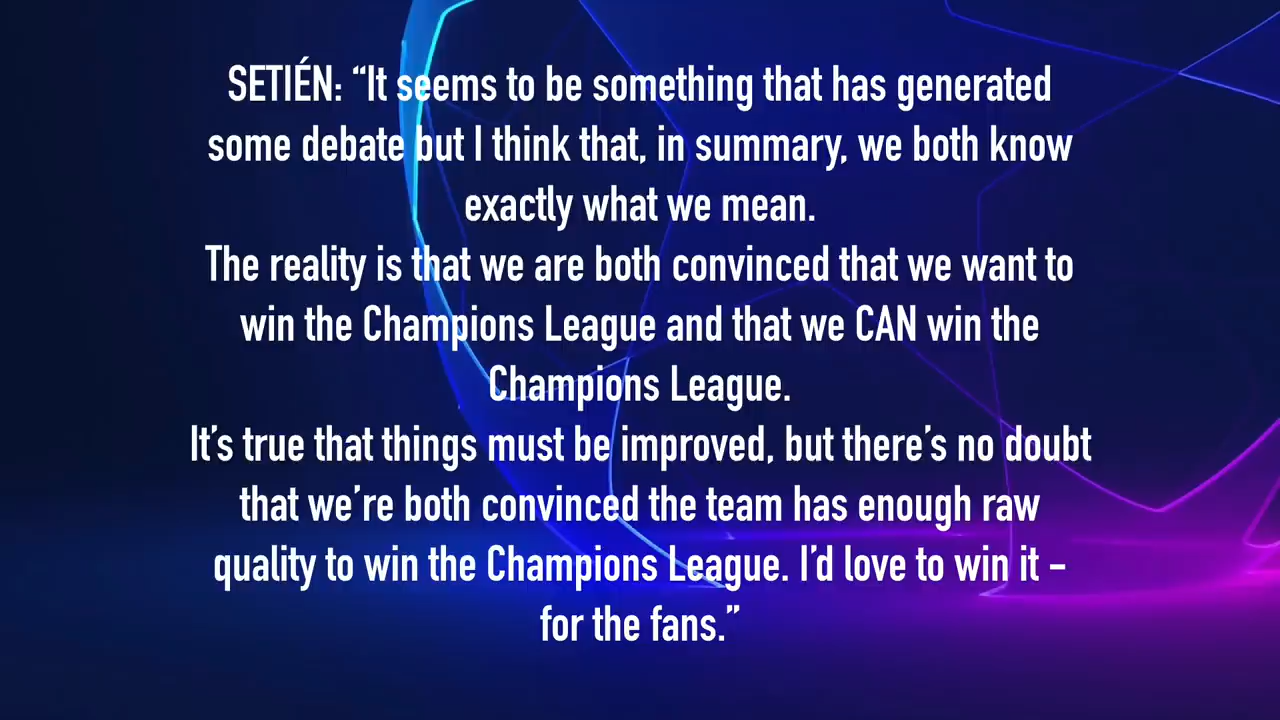 SETIÉN: “It seems to be something that has generated
some debate but I think that, in summary, we both know
exactly what we mean.
The reality is that we are both convinced that we want to
win the Champions League and that we CAN win the
Champions League.
It’s true that things must be improved, but there’s no doubt
that we’re both convinced the team has enough raw
quality to win the Champions League. I’d love to win it –
for the fans.”